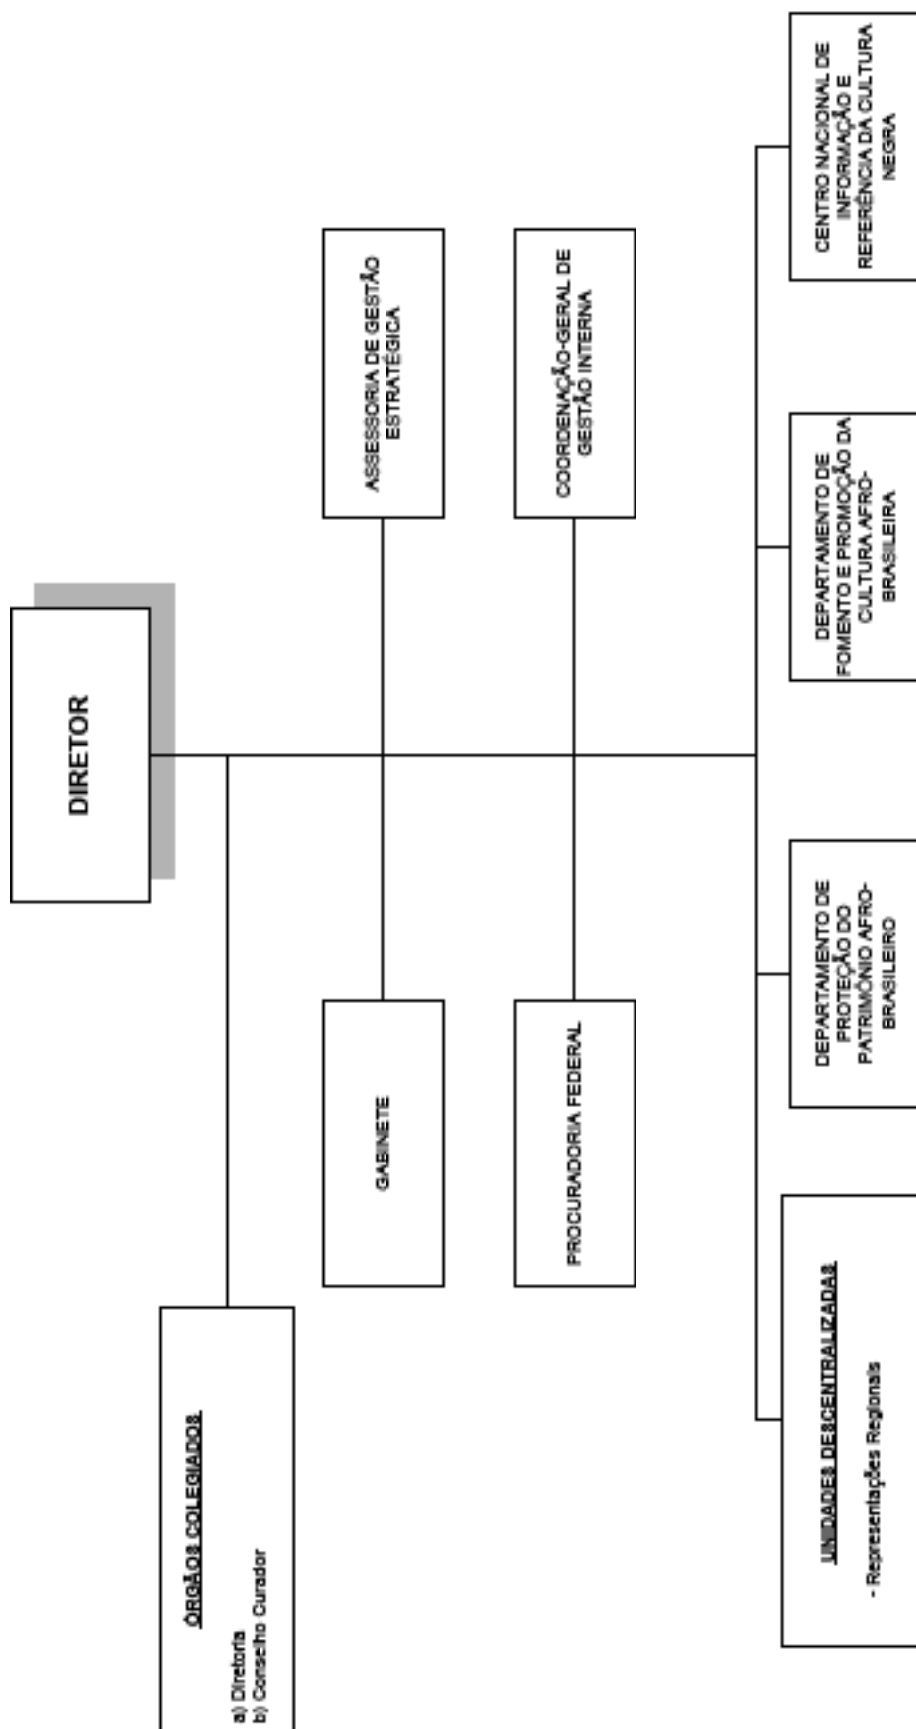 DIRETOR
ÓRGÃOS COLEGIADOS
a) Diretoria
b) Conselho Curador
GABINETE
ASSESSORIA DE GESTÃO
ESTRATÉGICA
PROCURADORIA FEDERAL
COORDENAÇÃO-GERAL DE
GESTÃO INTERNA
UNIDADES DESCENTRALIZADAS
- Representações Regionais
DEPARTAMENTO DE
PROTEÇÃO DO
PATRIMÔNIO AFRO-
BRASILEIRO
DEPARTAMENTO DE
FOMENTO E PROMOÇÃO DA
CULTURA AFRO-
BRASILEIRA
CENTRO NACIONAL DE
INFORMAÇÃO E
REFERÊNCIA DA CULTURA
NEGRA